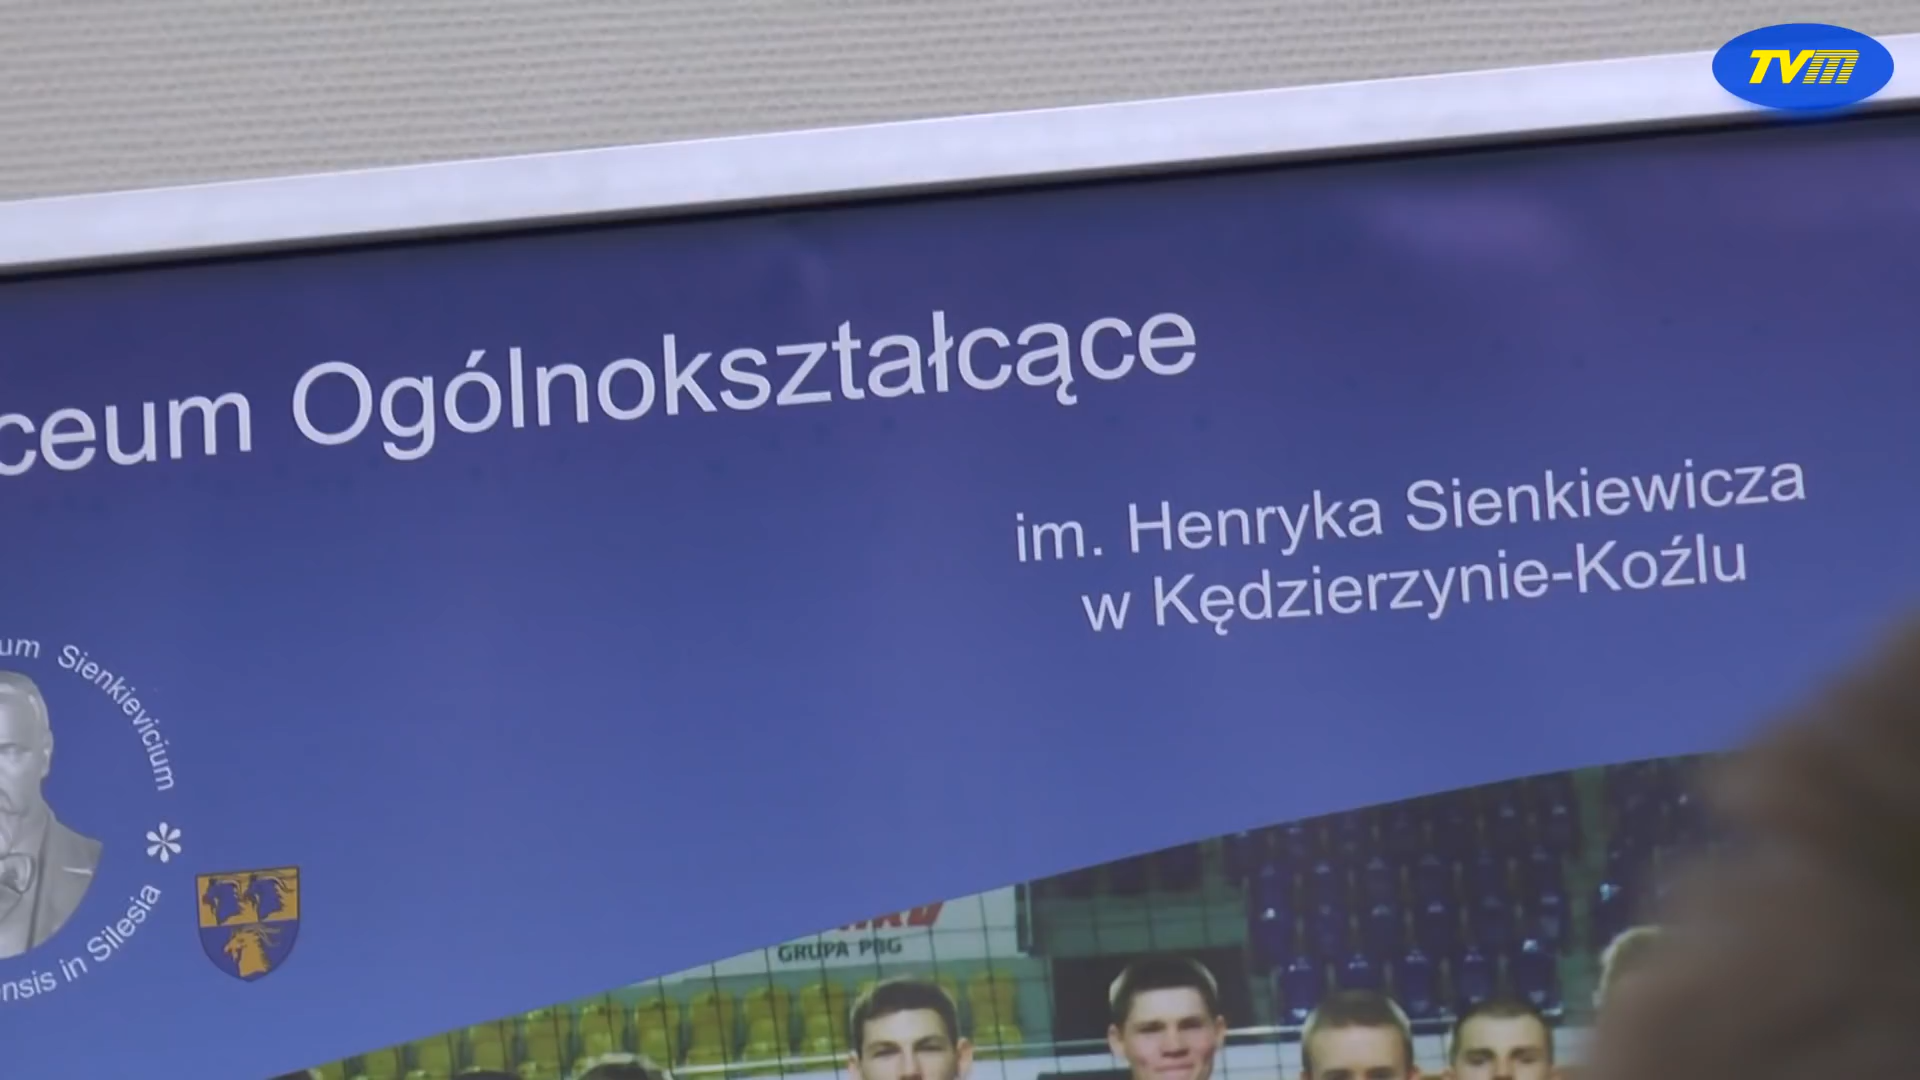 TVM
ceum Ogólnokształcące
im. Henryka Sienkiewicza
w Kędzierzynie-Koźlu
um Sienkievicium
nsis in Silesia
GRUPA PBG